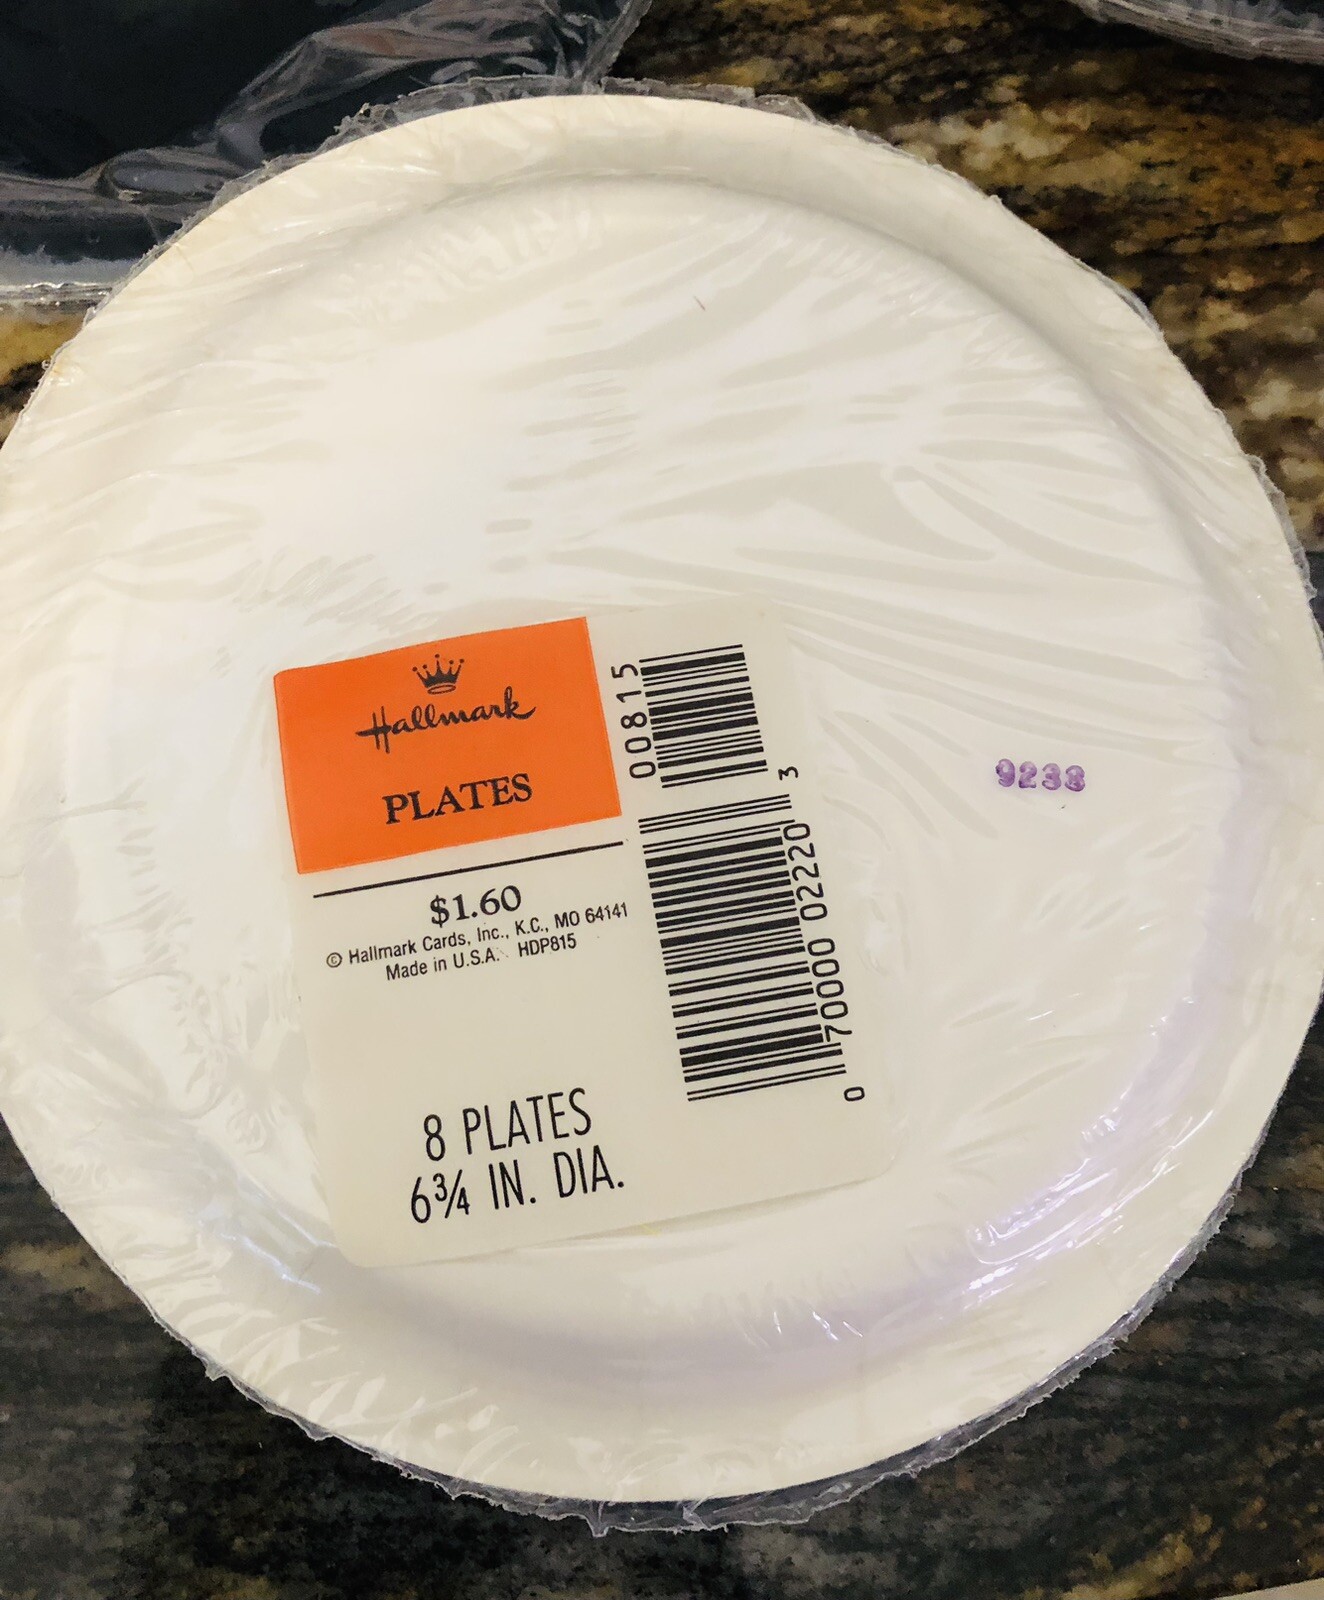 Hallmark
PLATES
$1.60
© Hallmark Cards, Inc., K.C., MO 64141
Made in U.S.A. HDP815
8 PLATES
6¾ IN. DIA.
00815
0 70000 02220 3
9238